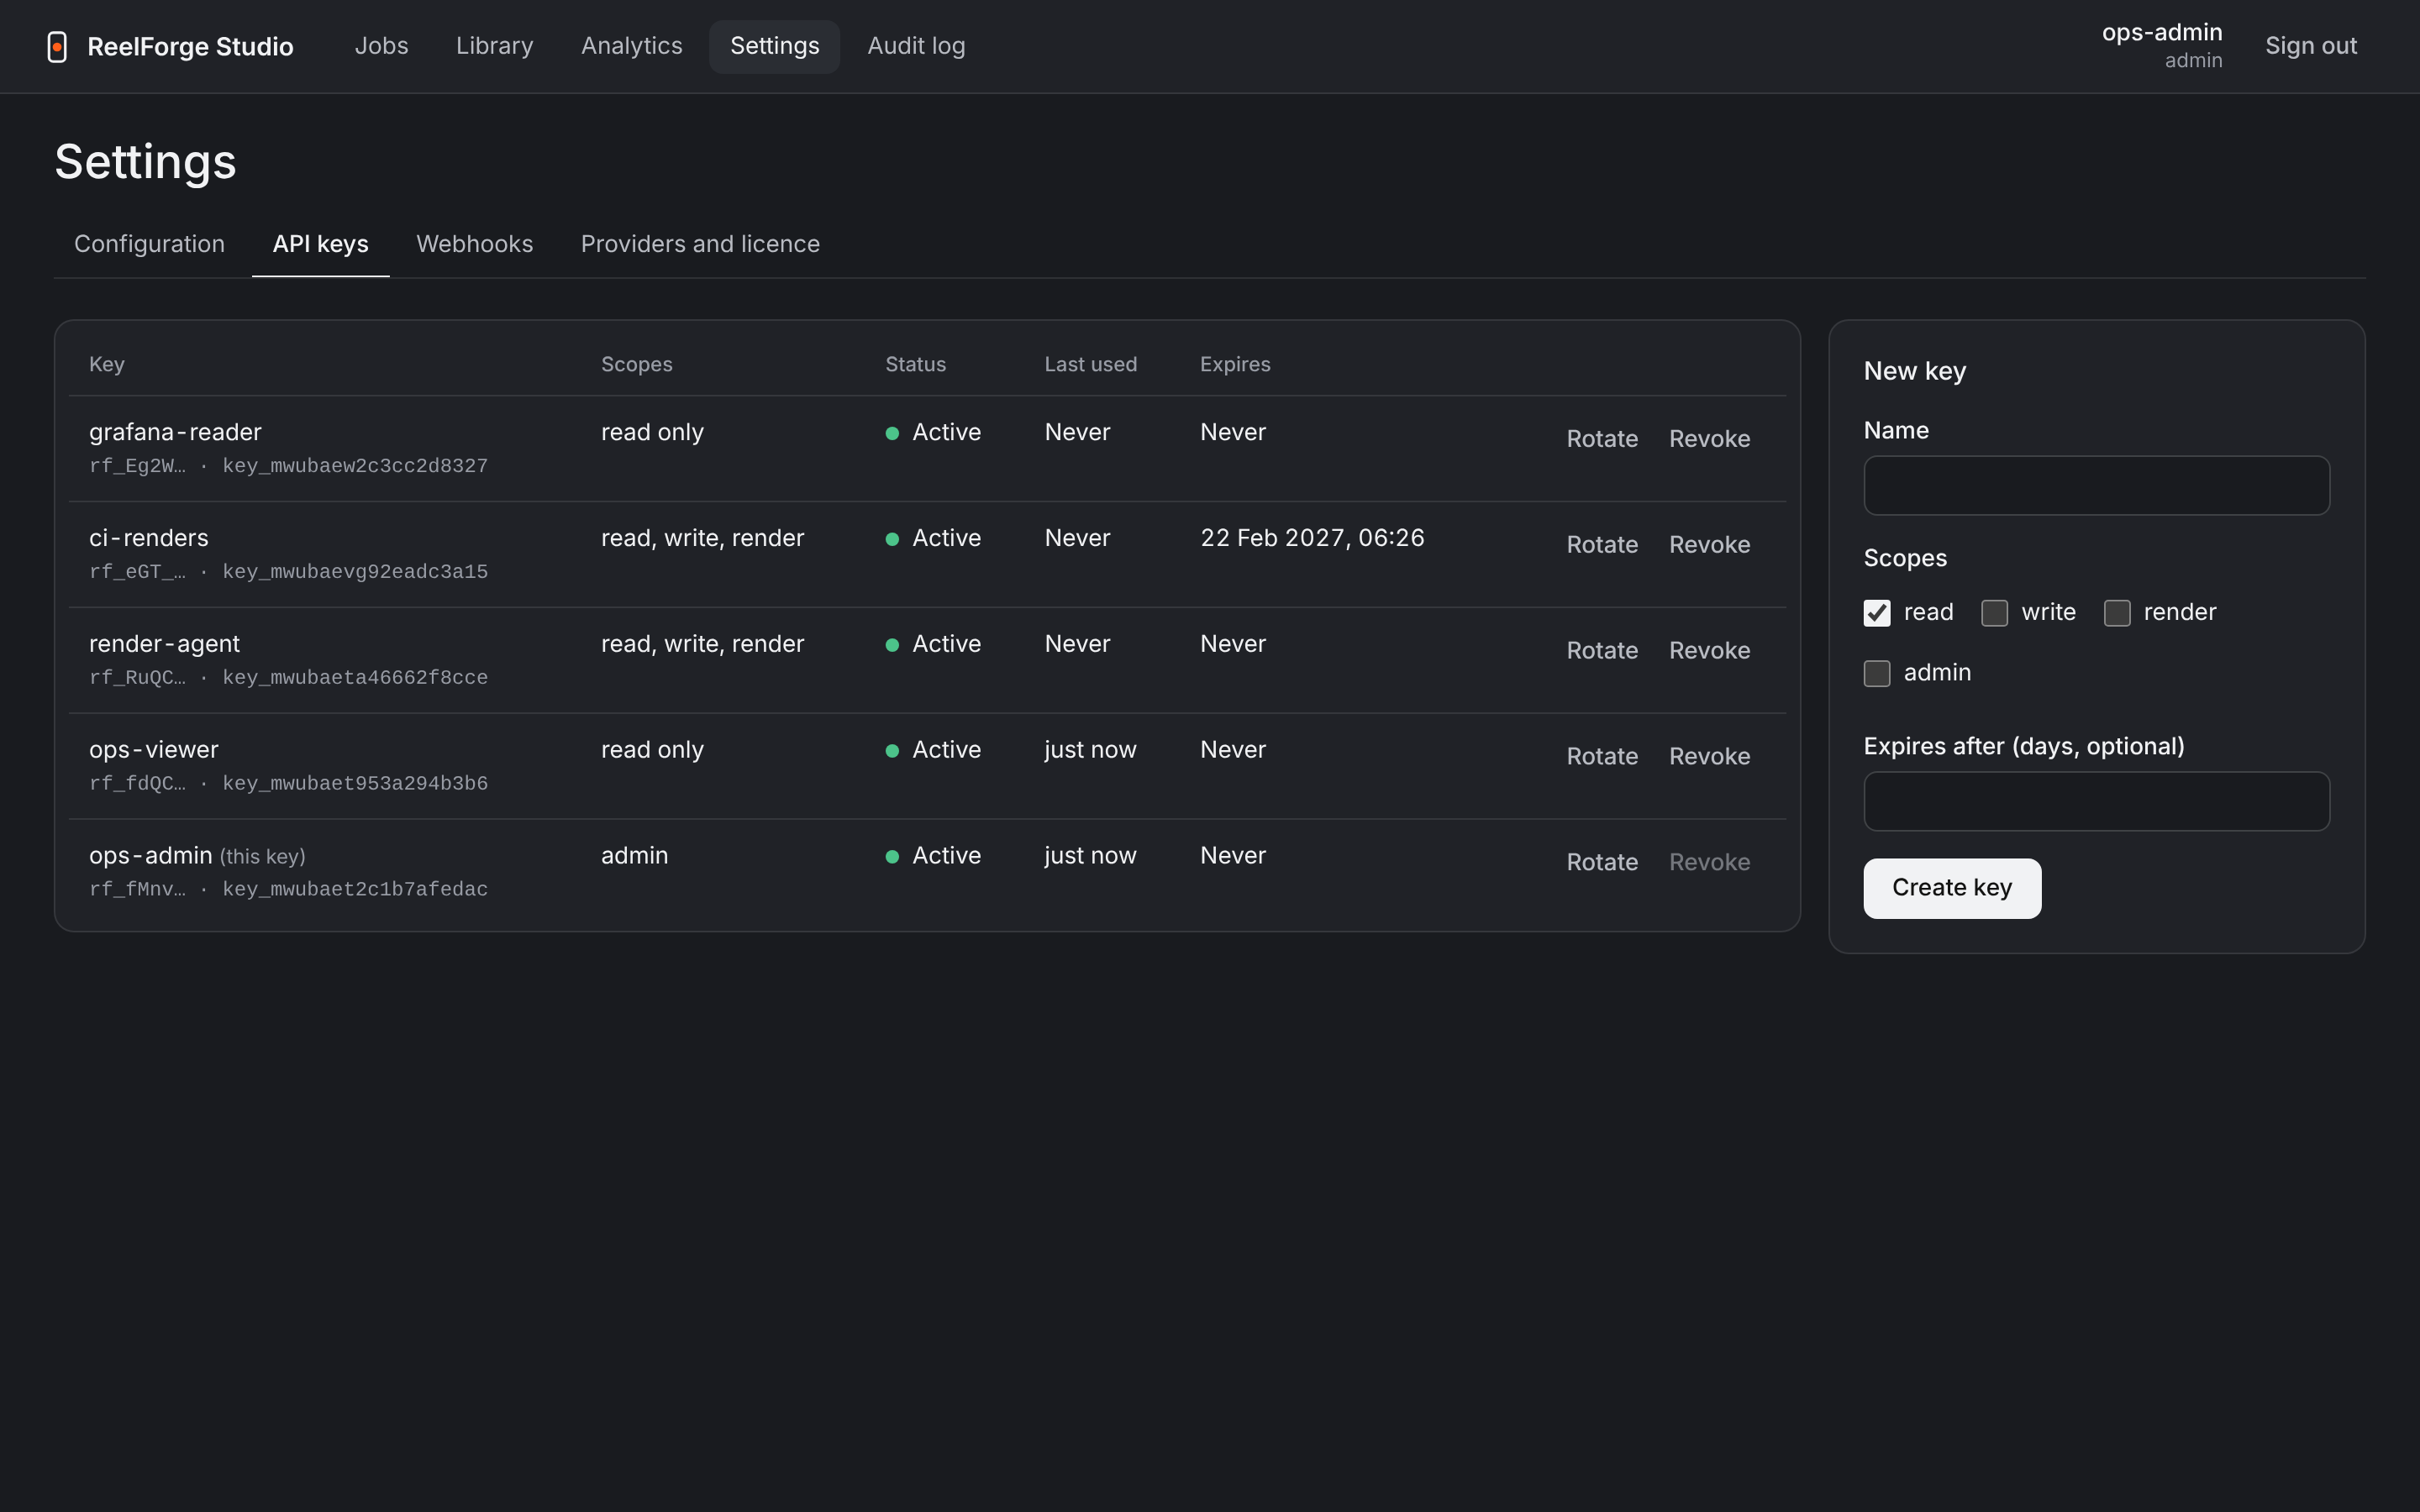 ReelForge Studio Jobs Library Analytics Settings Audit log ops-admin Sign out
admin
Settings
Configuration API keys Webhooks Providers and licence
Key Scopes Status Last used Expires
grafana-reader read only Active Never Never Rotate Revoke
rf_Eg2W… · key_mwubaew2c3cc2d8327
ci-renders read, write, render Active Never 22 Feb 2027, 06:26 Rotate Revoke
rf_eGT_… · key_mwubaevg92eadc3a15
render-agent read, write, render Active Never Never Rotate Revoke
rf_RuQC… · key_mwubaeta46662f8cce
ops-viewer read only Active just now Never Rotate Revoke
rf_fdQC… · key_mwubaet953a294b3b6
ops-admin (this key) admin Active just now Never Rotate Revoke
rf_fMnv… · key_mwubaet2c1b7afedac
New key
Name
Scopes
read write render
admin
Expires after (days, optional)
Create key